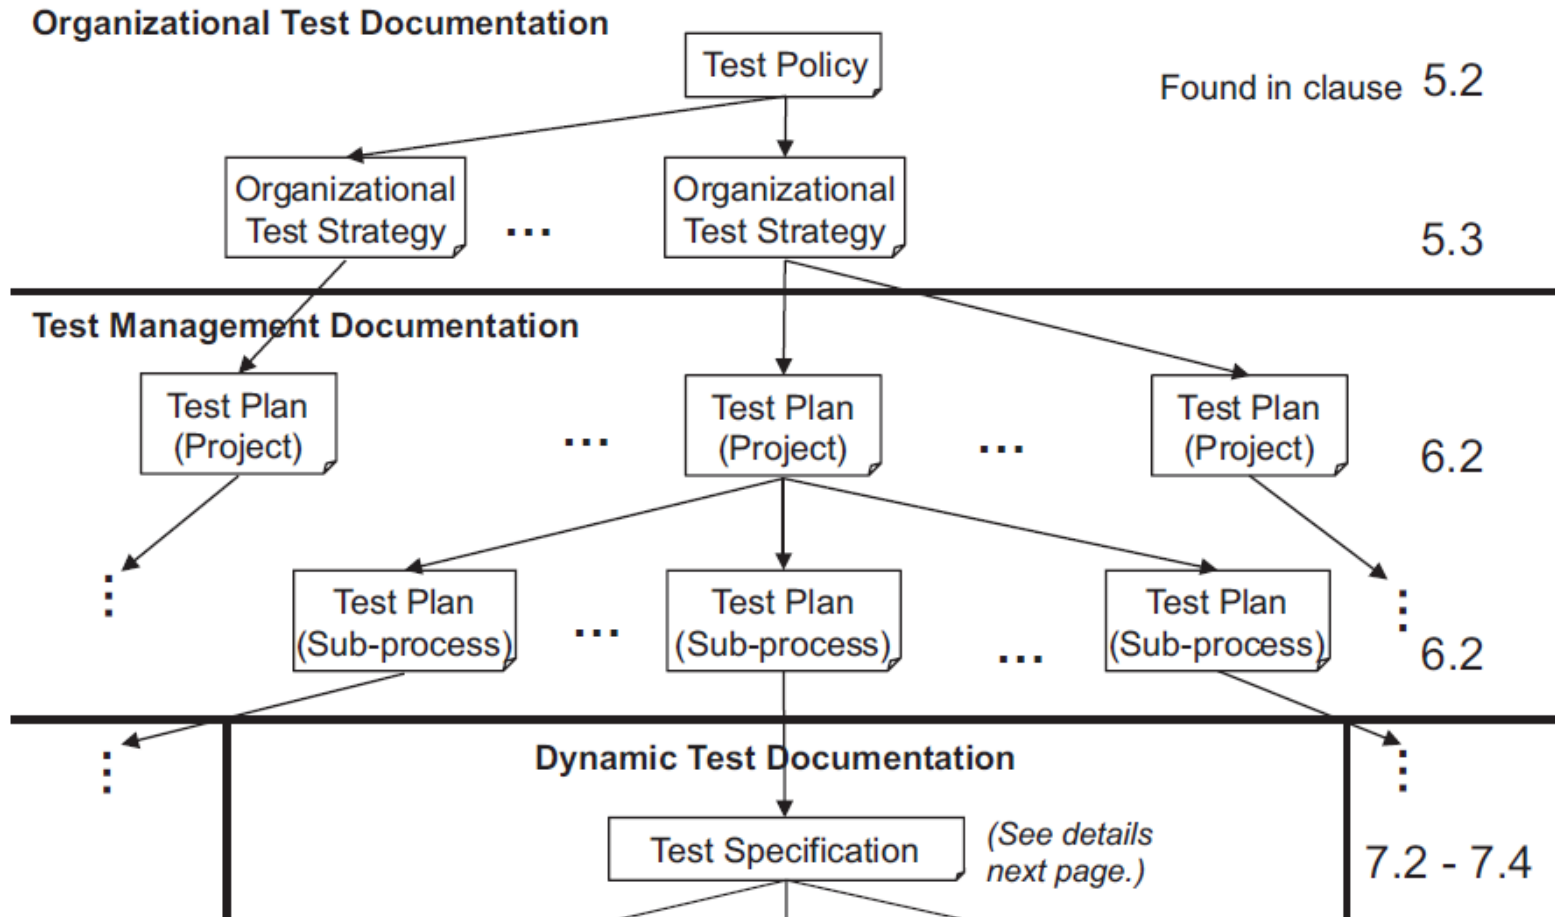 Organizational Test Documentation
Test Policy
Found in clause 5.2
Organizational
Test Strategy
...
Organizational
Test Strategy
5.3
Test Management Documentation
Test Plan
(Project)
...
Test Plan
(Project)
...
Test Plan
(Project)
6.2
Test Plan
(Sub-process)
...
Test Plan
(Sub-process)
...
Test Plan
(Sub-process)
6.2
Dynamic Test Documentation
Test Specification
(See details
next page.)
7.2 - 7.4